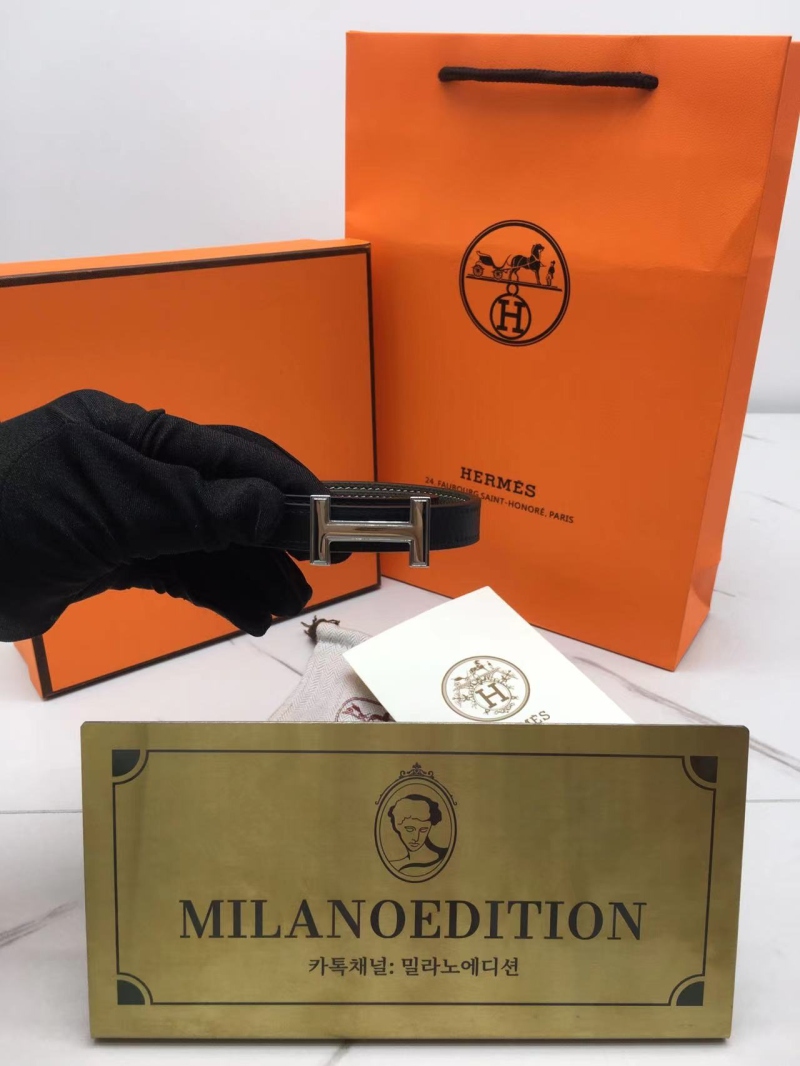 H
HERMÈS
24, FAUBOURG SAINT-HONORÉ, PARIS
H
MILANOEDITION
카톡채널: 밀라노에디션